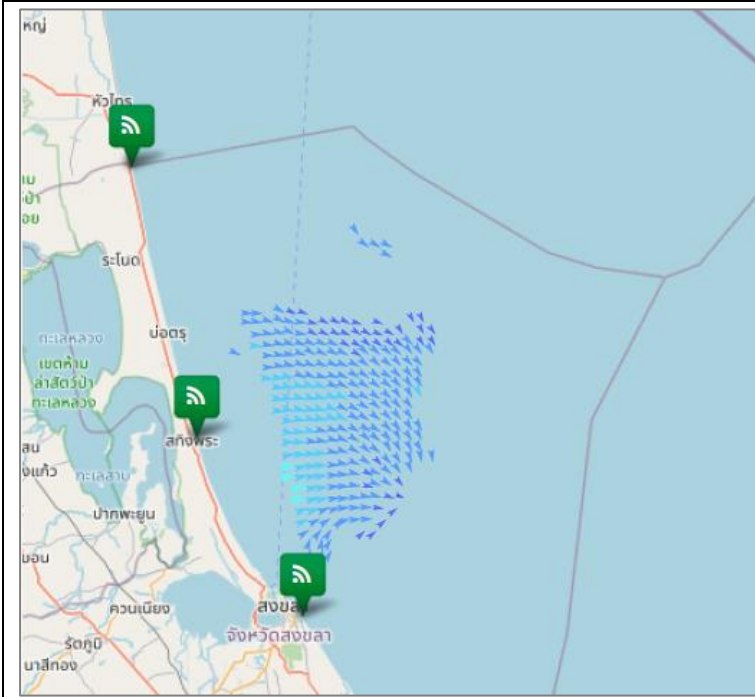 หญ่
หัวไทร
ระโนด
บ่อตรุ
ทะเลหลวง
เขตห้าม
ล่าสัตว์ป่า
ทะเลหลวง
สทิงพระ
ทะเลสาบ
ปากพะยูน
ควนเนียง
สงขลา
จังหวัดสงขลา
รัตภูมิ
นาสีทอง